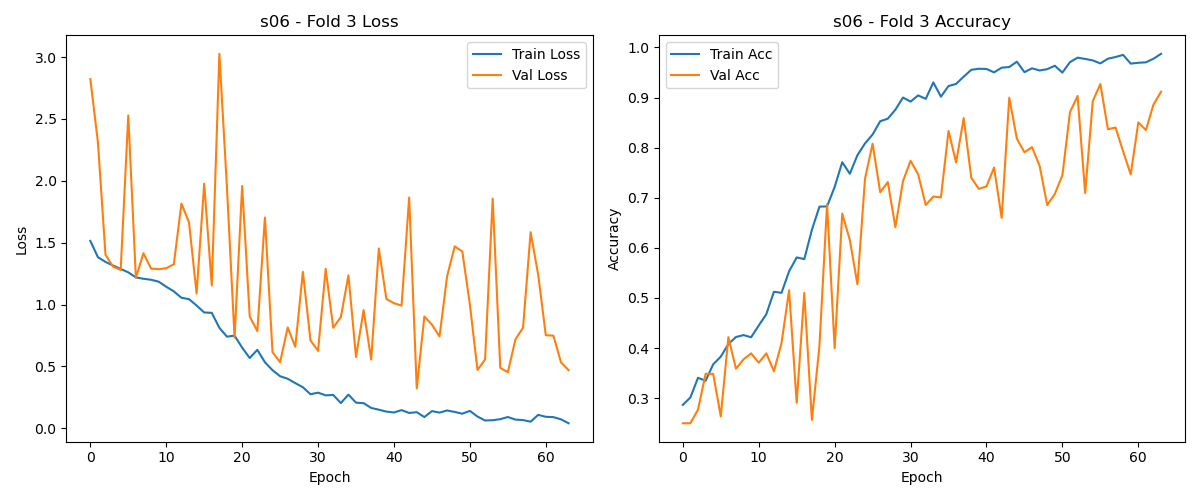 s06 - Fold 3 Loss
Train Loss
Val Loss
Loss
3.0
2.5
2.0
1.5
1.0
0.5
0.0
0 10 20 30 40 50 60
Epoch
s06 - Fold 3 Accuracy
Train Acc
Val Acc
Accuracy
1.0
0.9
0.8
0.7
0.6
0.5
0.4
0.3
0 10 20 30 40 50 60
Epoch